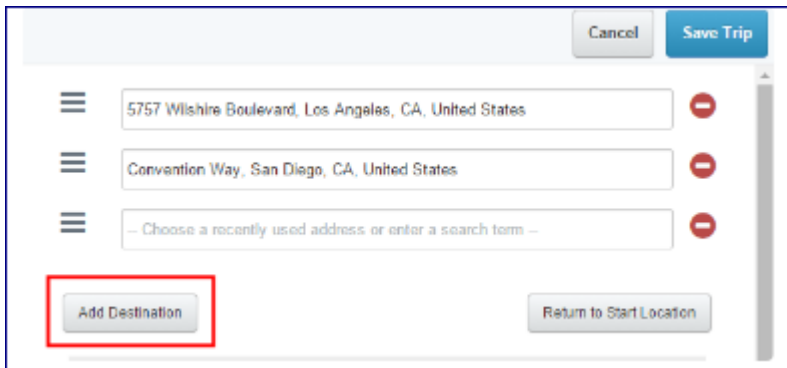 Cancel
Save Trip
5757 Wilshire Boulevard, Los Angeles, CA, United States
Convention Way, San Diego, CA, United States
-- Choose a recently used address or enter a search term --
Add Destination
Return to Start Location